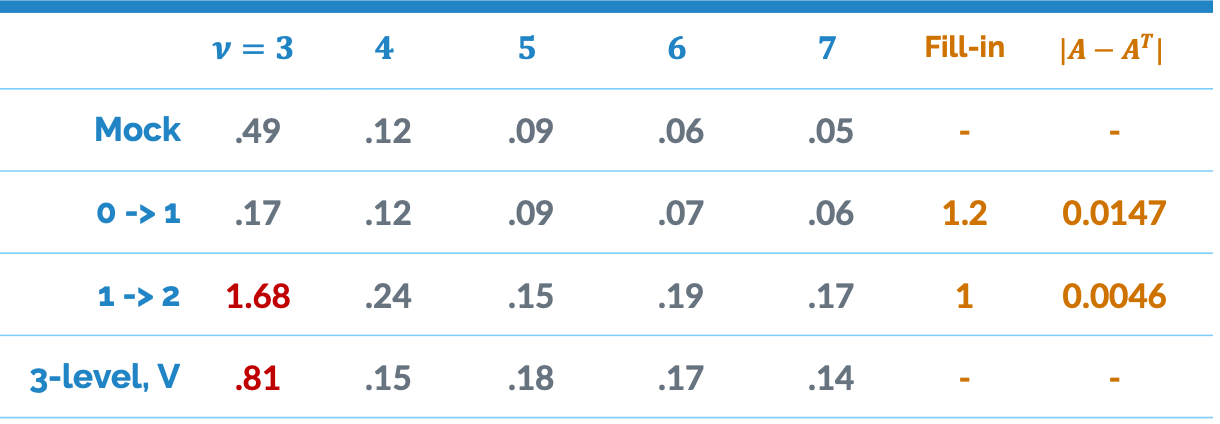 ν = 3 4 5 6 7 Fill-in |A − Aᵀ|
Mock .49 .12 .09 .06 .05 - -
0 -> 1 .17 .12 .09 .07 .06 1.2 0.0147
1 -> 2 1.68 .24 .15 .19 .17 1 0.0046
3-level, V .81 .15 .18 .17 .14 - -